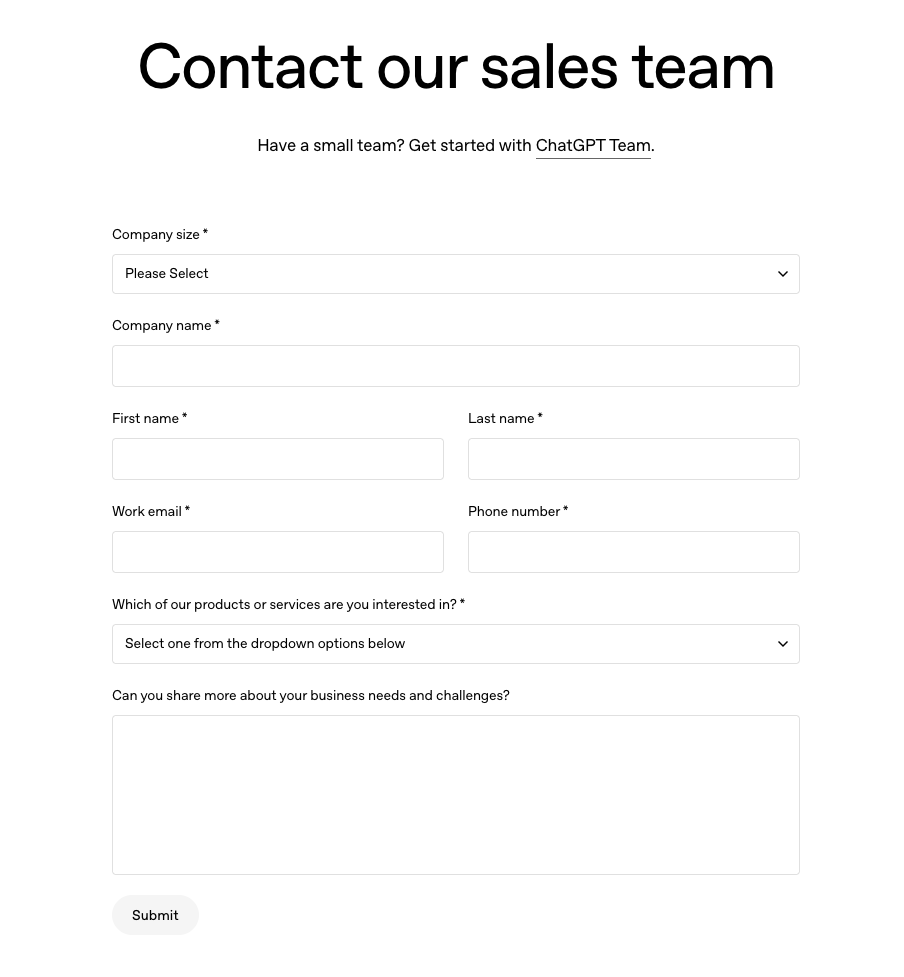 Contact our sales team
Have a small team? Get started with ChatGPT Team.
Company size *
Please Select
Company name *
First name *
Last name *
Work email *
Phone number *
Which of our products or services are you interested in? *
Select one from the dropdown options below
Can you share more about your business needs and challenges?
Submit